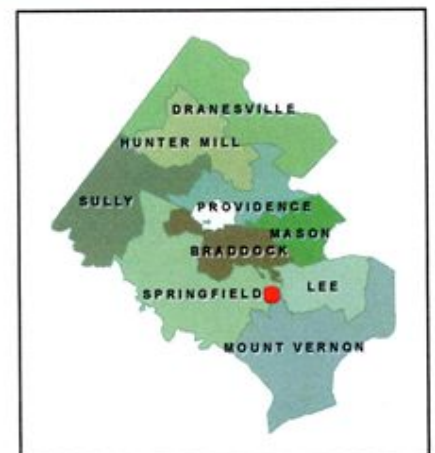 DRANESVILLE
HUNTER MILL
SULLY
PROVIDENCE
MASON
BRADDOCK
SPRINGFIELD
LEE
MOUNT VERNON